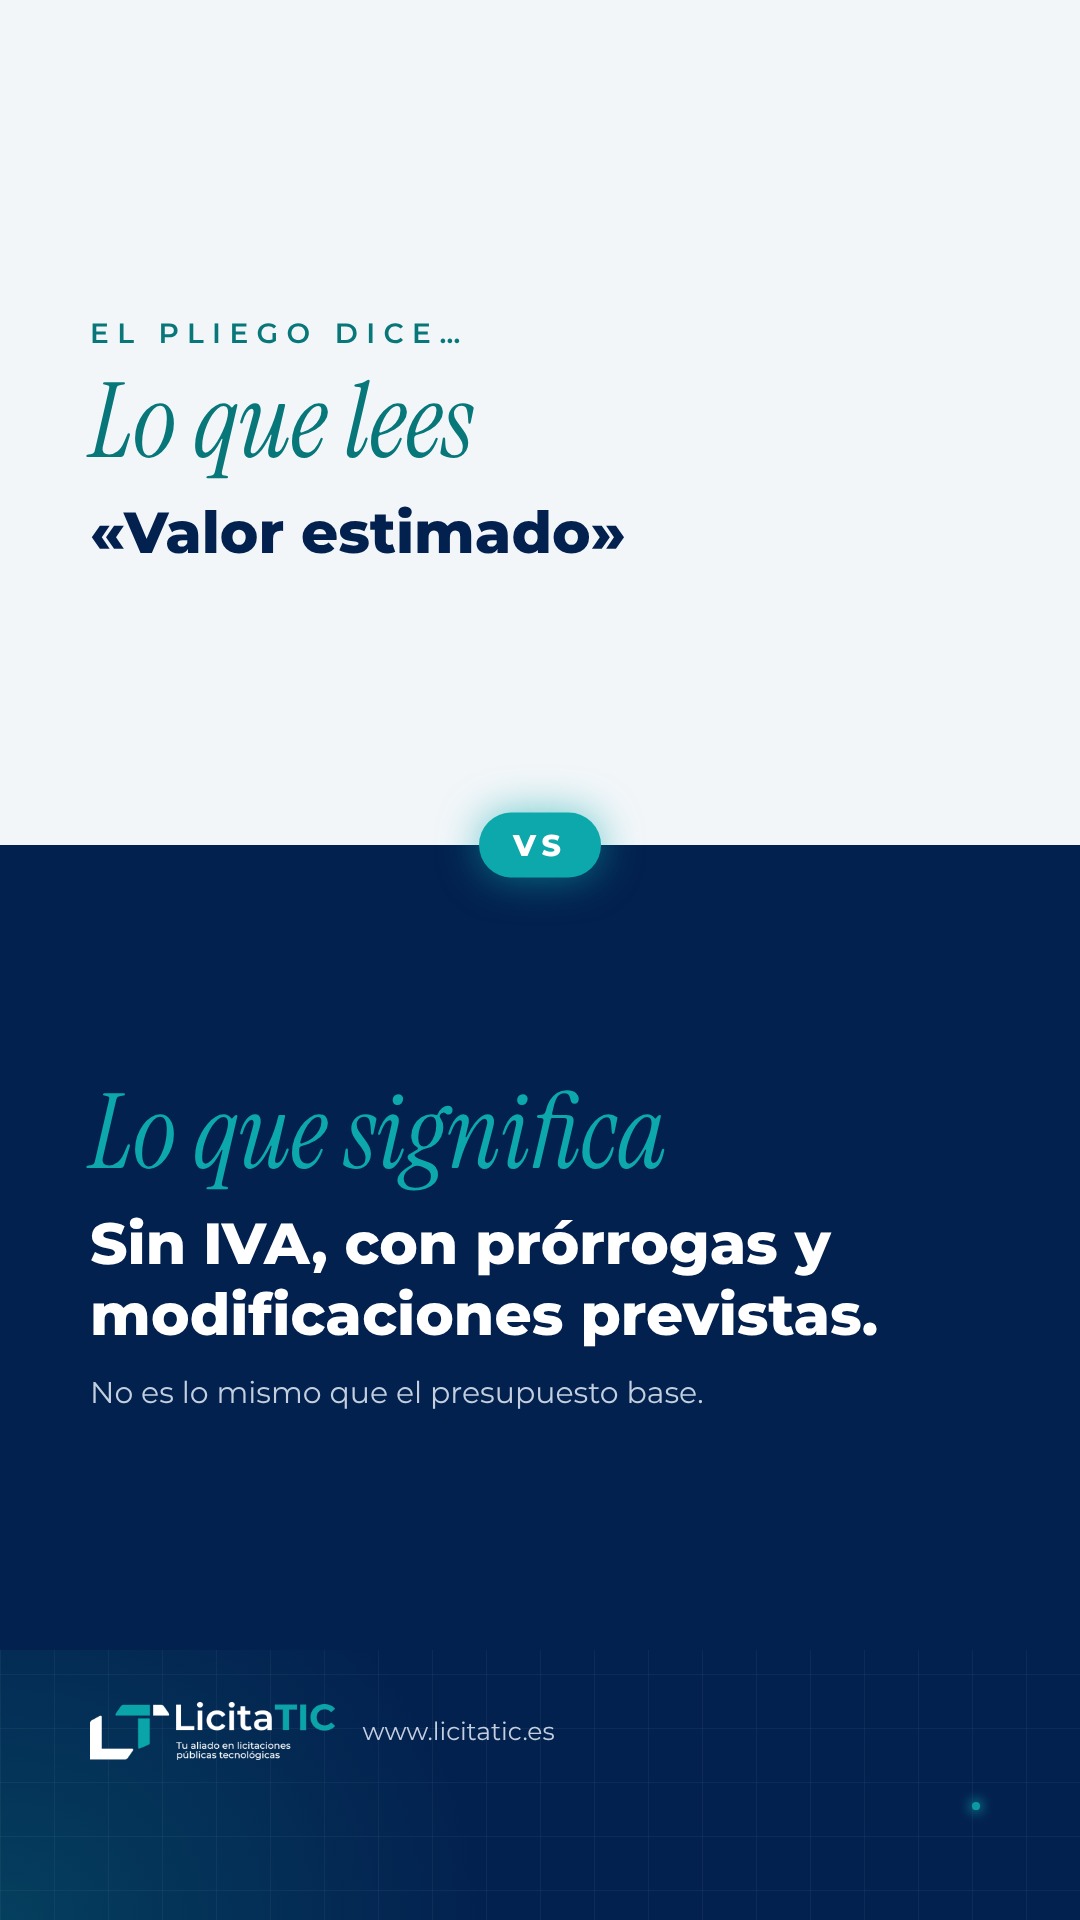 EL PLIEGO DICE…
Lo que lees
«Valor estimado»
VS
Lo que significa
Sin IVA, con prórrogas y
modificaciones previstas.
No es lo mismo que el presupuesto base.
LicitaTIC
Tu aliado en licitaciones
públicas tecnológicas
www.licitatic.es